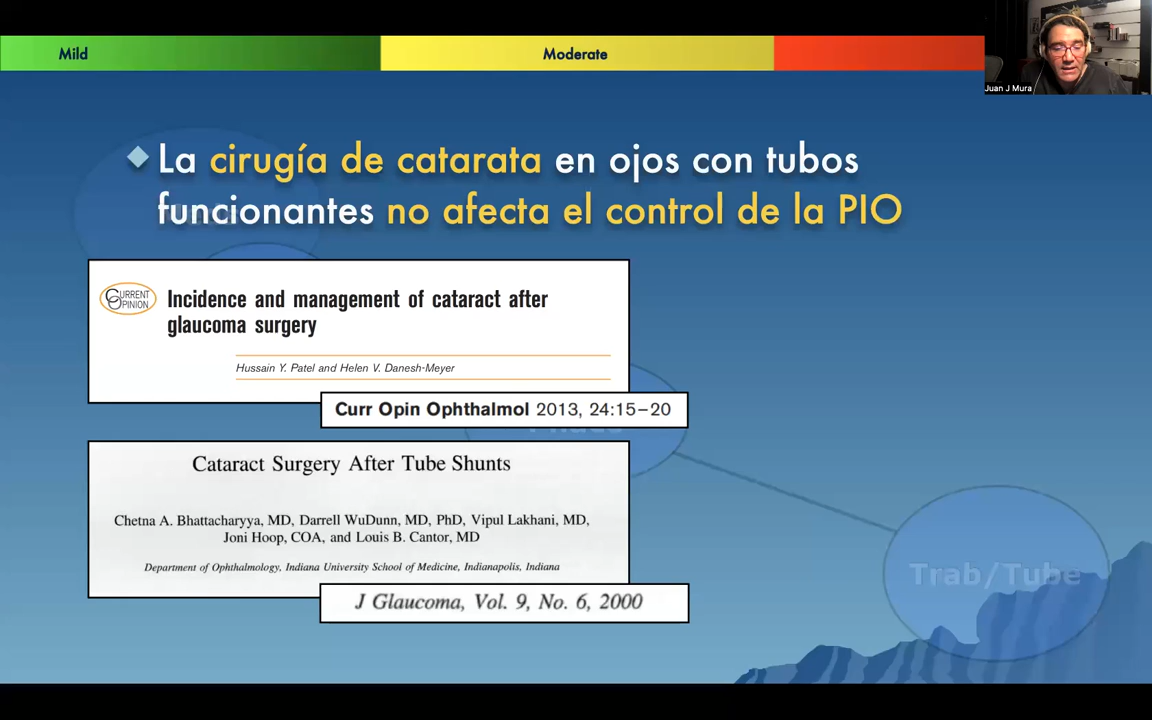 Mild
Moderate
Juan J Mura
La cirugía de catarata en ojos con tubos
funcionantes no afecta el control de la PIO
CURRENT
OPINION
Incidence and management of cataract after
glaucoma surgery
Hussain Y. Patel and Helen V. Danesh-Meyer
Curr Opin Ophthalmol 2013, 24:15–20
Cataract Surgery After Tube Shunts
Chetna A. Bhattacharyya, MD, Darrell WuDunn, MD, PhD, Vipul Lakhani, MD,
Joni Hoop, COA, and Louis B. Cantor, MD
Department of Ophthalmology, Indiana University School of Medicine, Indianapolis, Indiana
J Glaucoma, Vol. 9, No. 6, 2000
Trab/Tube